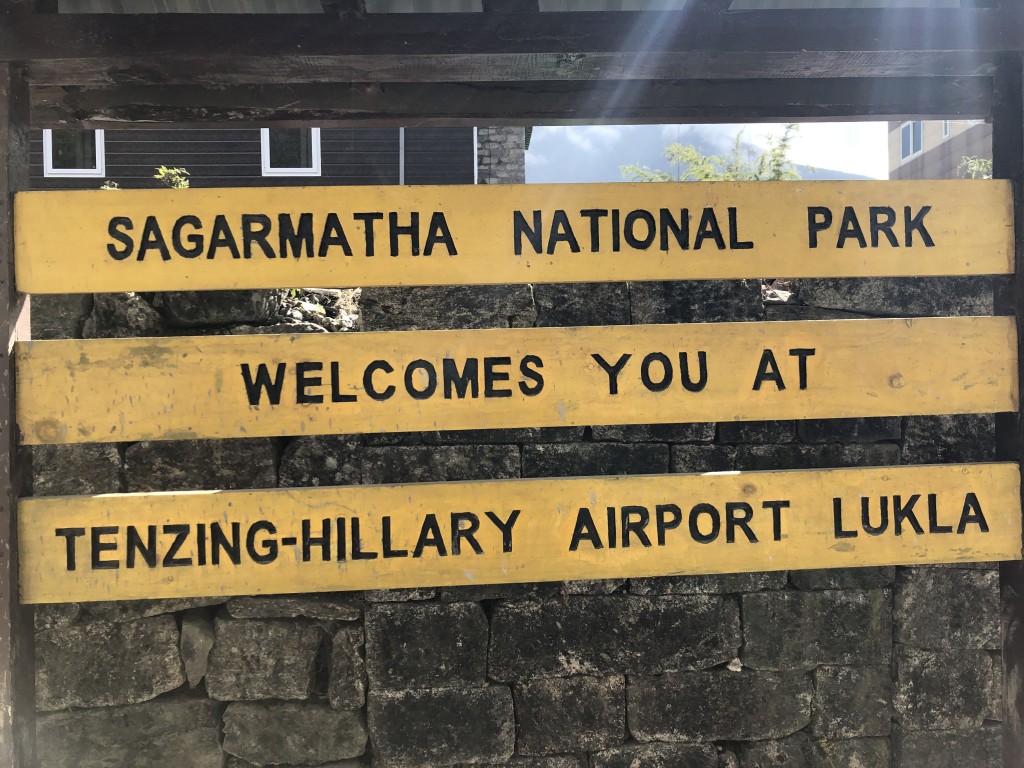 SAGARMATHA NATIONAL PARK
WELCOMES YOU AT
TENZING-HILLARY AIRPORT LUKLA